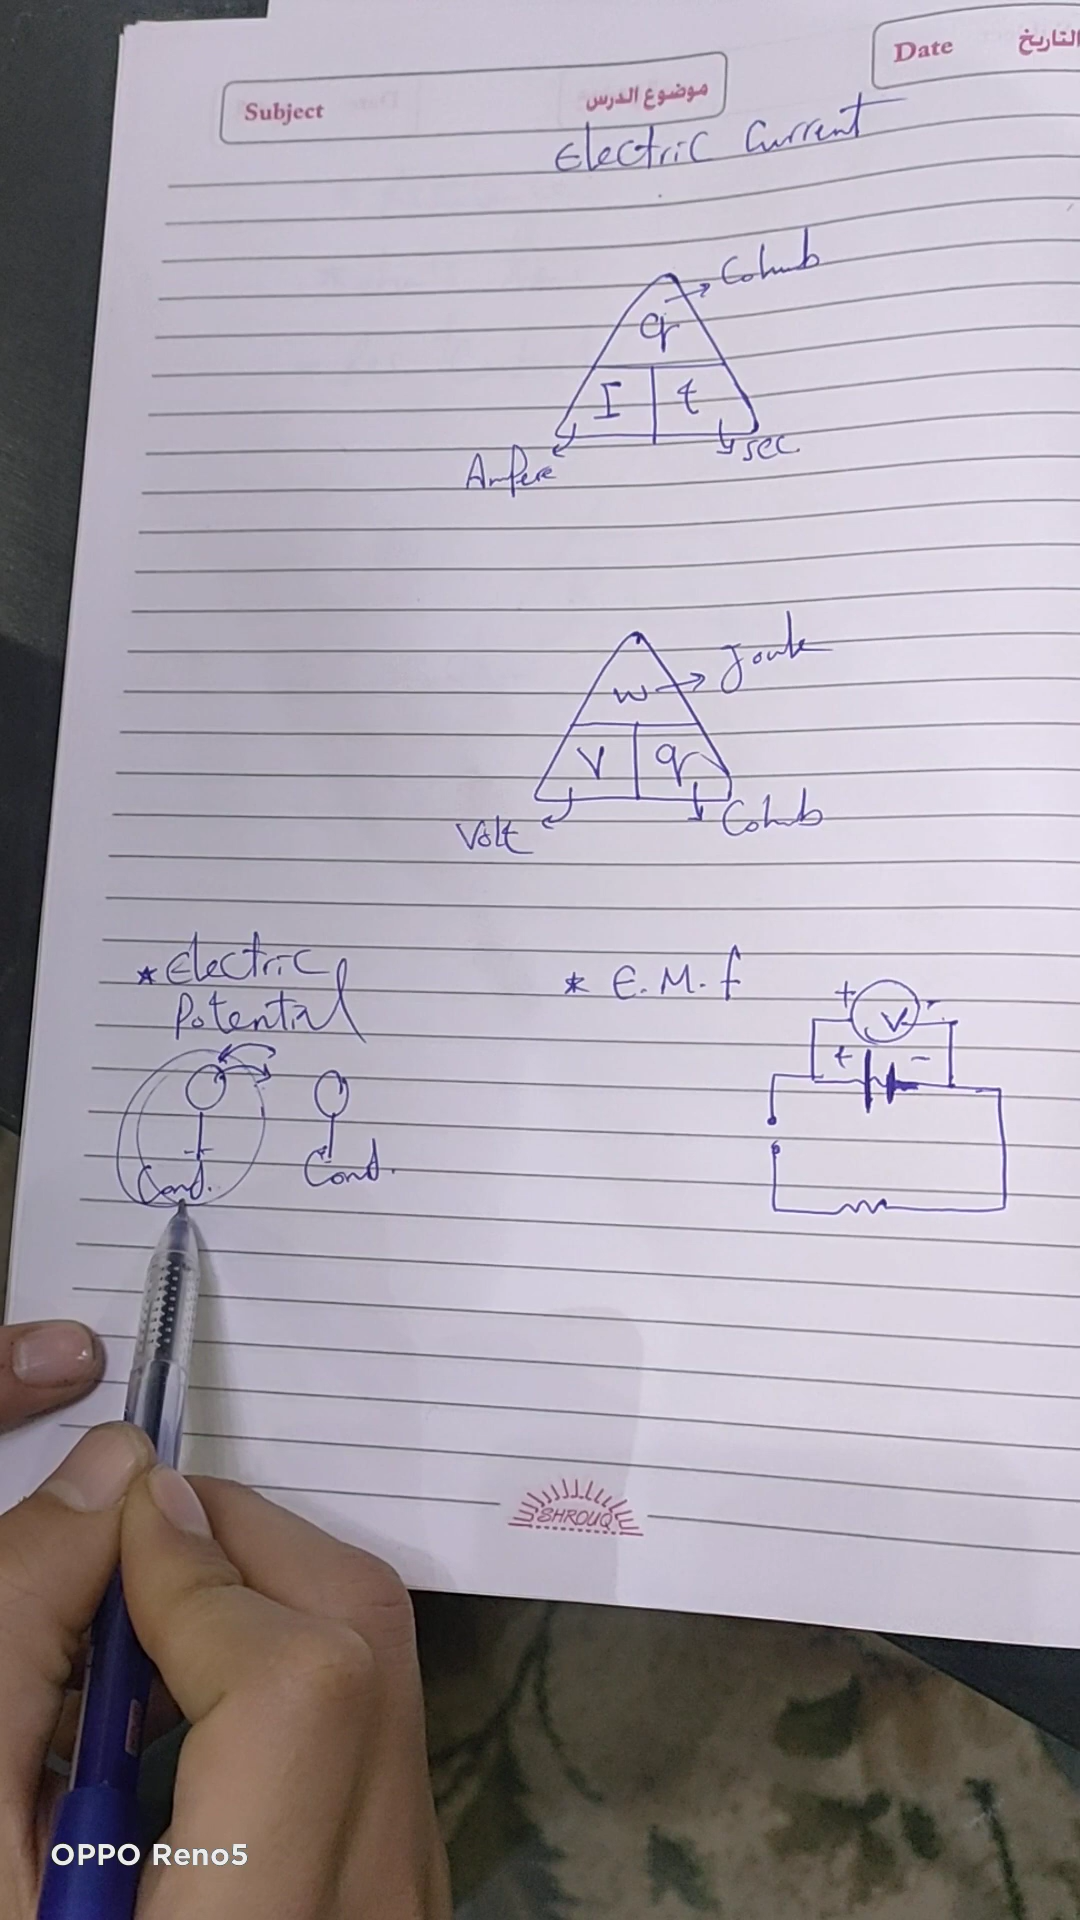 Date التاريخ
Subject موضوع الدرس
Electric Current
Columb
q
I t
Ampere sec
w Joule
V q
Volt Columb
* Electric
Potential
* E.M.f
+ V -
+ -
Cond. Cond.
SHROUQ
OPPO Reno5